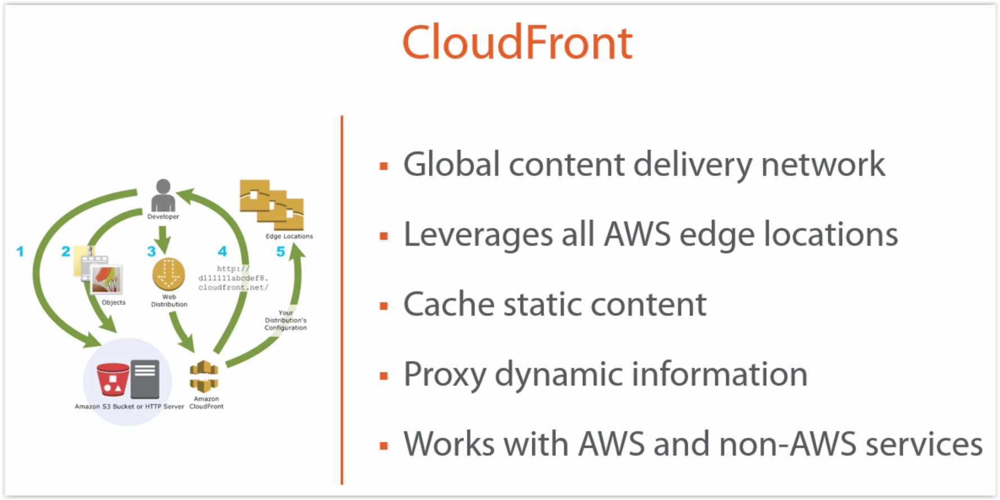 CloudFront
Developer
Edge Locations
1
2
3
4
5
http://
d111111abcdef8.
cloudfront.net/
Objects
Web
Distribution
Your
Distribution's
Configuration
Amazon S3 Bucket or HTTP Server
Amazon
CloudFront
▪ Global content delivery network
▪ Leverages all AWS edge locations
▪ Cache static content
▪ Proxy dynamic information
▪ Works with AWS and non-AWS services